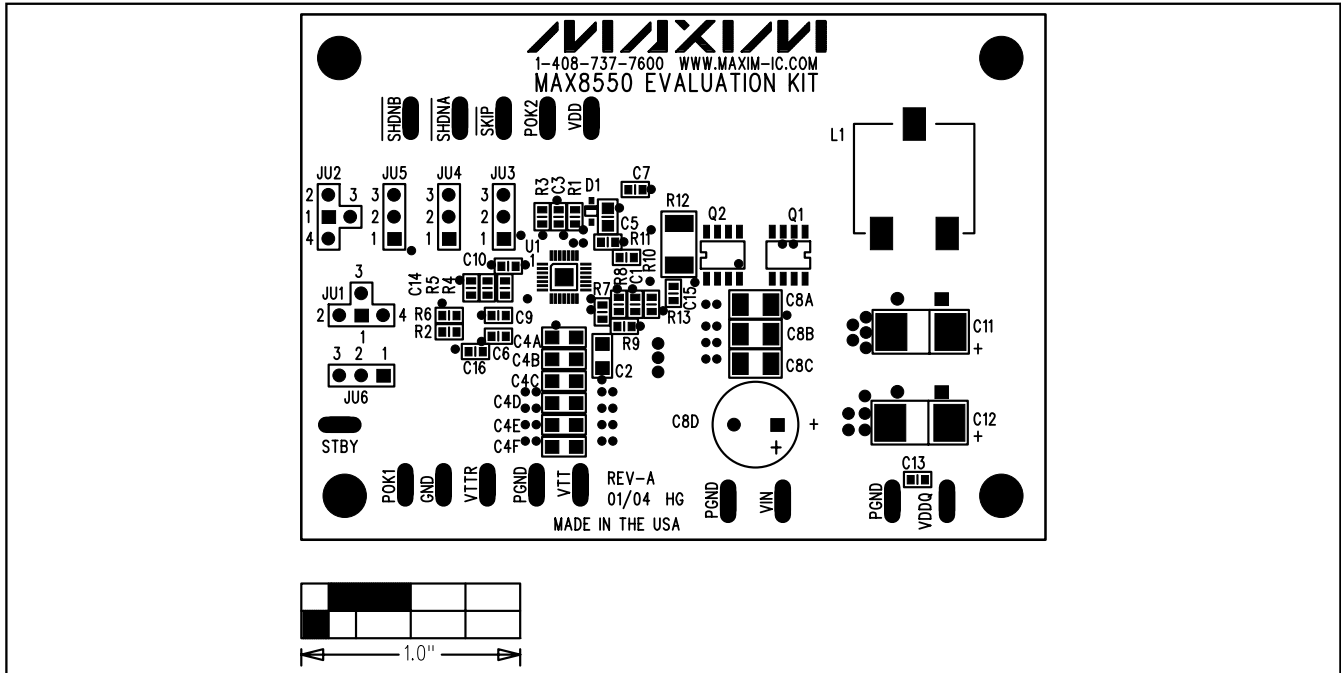 MAXIM
1-408-737-7600 WWW.MAXIM-IC.COM
MAX8550 EVALUATION KIT
SHDNB SHDNA SKIP POK2 VDD
L1
JU2 JU5 JU4 JU3 R3 C3 R1 D1 C7
R12 Q2 Q1
2 3 3 3 3
1 2 2 2
4 1 1 1
C5
R11
U1
1
C10
C14 R5 R4
R7 R8 C1 R10
C15
R13
R9
3
JU1
2 4
1
R6
R2
C9
C6
C16
C4A
C4B
C4C
C4D
C4E
C4F
C2
C8A
C8B
C8C
C11
+
3 2 1
JU6
STBY
C8D + +
C12
+
C13
POK1 GND VTTR PGND VTT
REV-A
01/04 HG
MADE IN THE USA
PGND VIN PGND VDDQ
1.0"